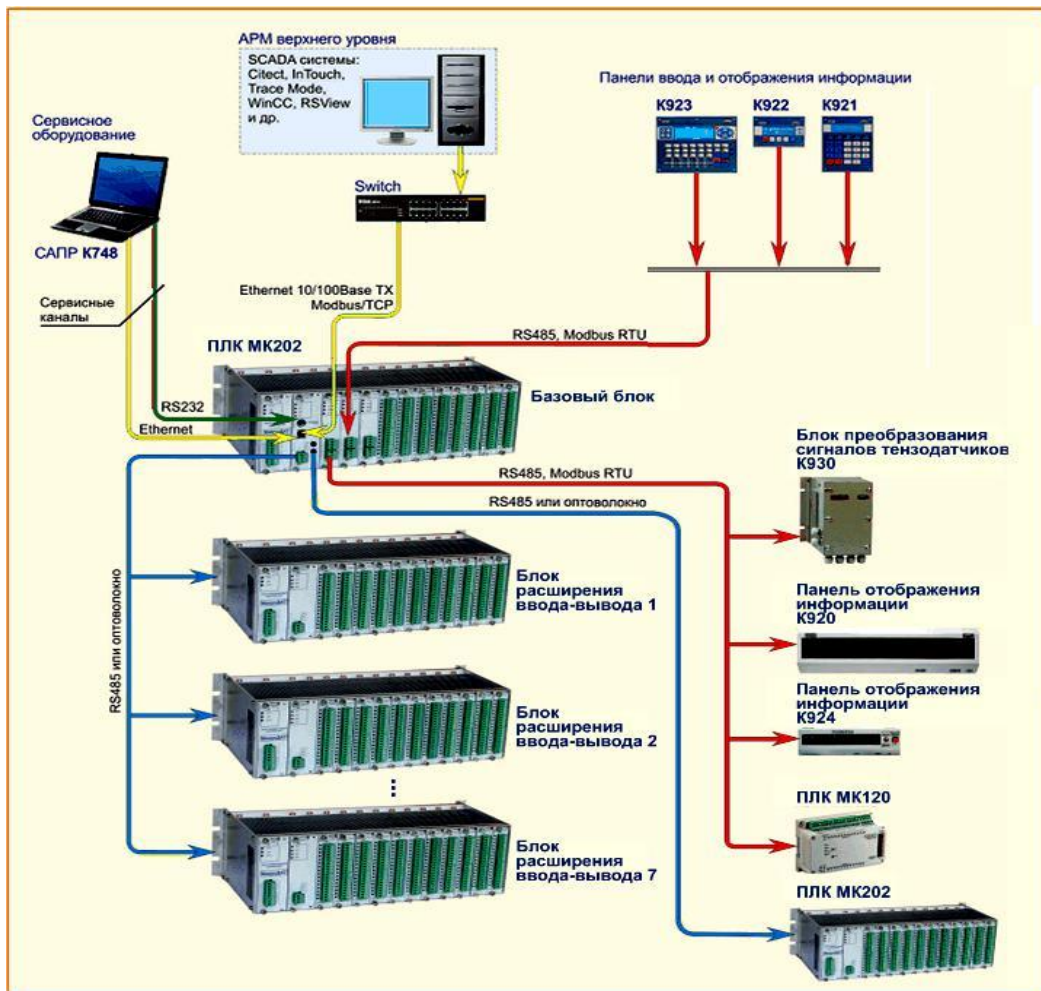 АРМ верхнего уровня
SCADA системы:
Citect, InTouch,
Trace Mode,
WinCC, RSView
и др.
Панели ввода и отображения информации
К923
К922
К921
Сервисное
оборудование
Switch
САПР К748
Сервисные
каналы
Ethernet 10/100Base TX
Modbus/TCP
RS485, Modbus RTU
ПЛК МК202
Базовый блок
RS232
Ethernet
Блок преобразования
сигналов тензодатчиков
К930
RS485, Modbus RTU
RS485 или оптоволокно
RS485 или оптоволокно
Блок
расширения
ввода-вывода 1
Панель отображения
информации
К920
Блок
расширения
ввода-вывода 2
Панель отображения
информации
К924
Блок
расширения
ввода-вывода 7
ПЛК МК120
ПЛК МК202